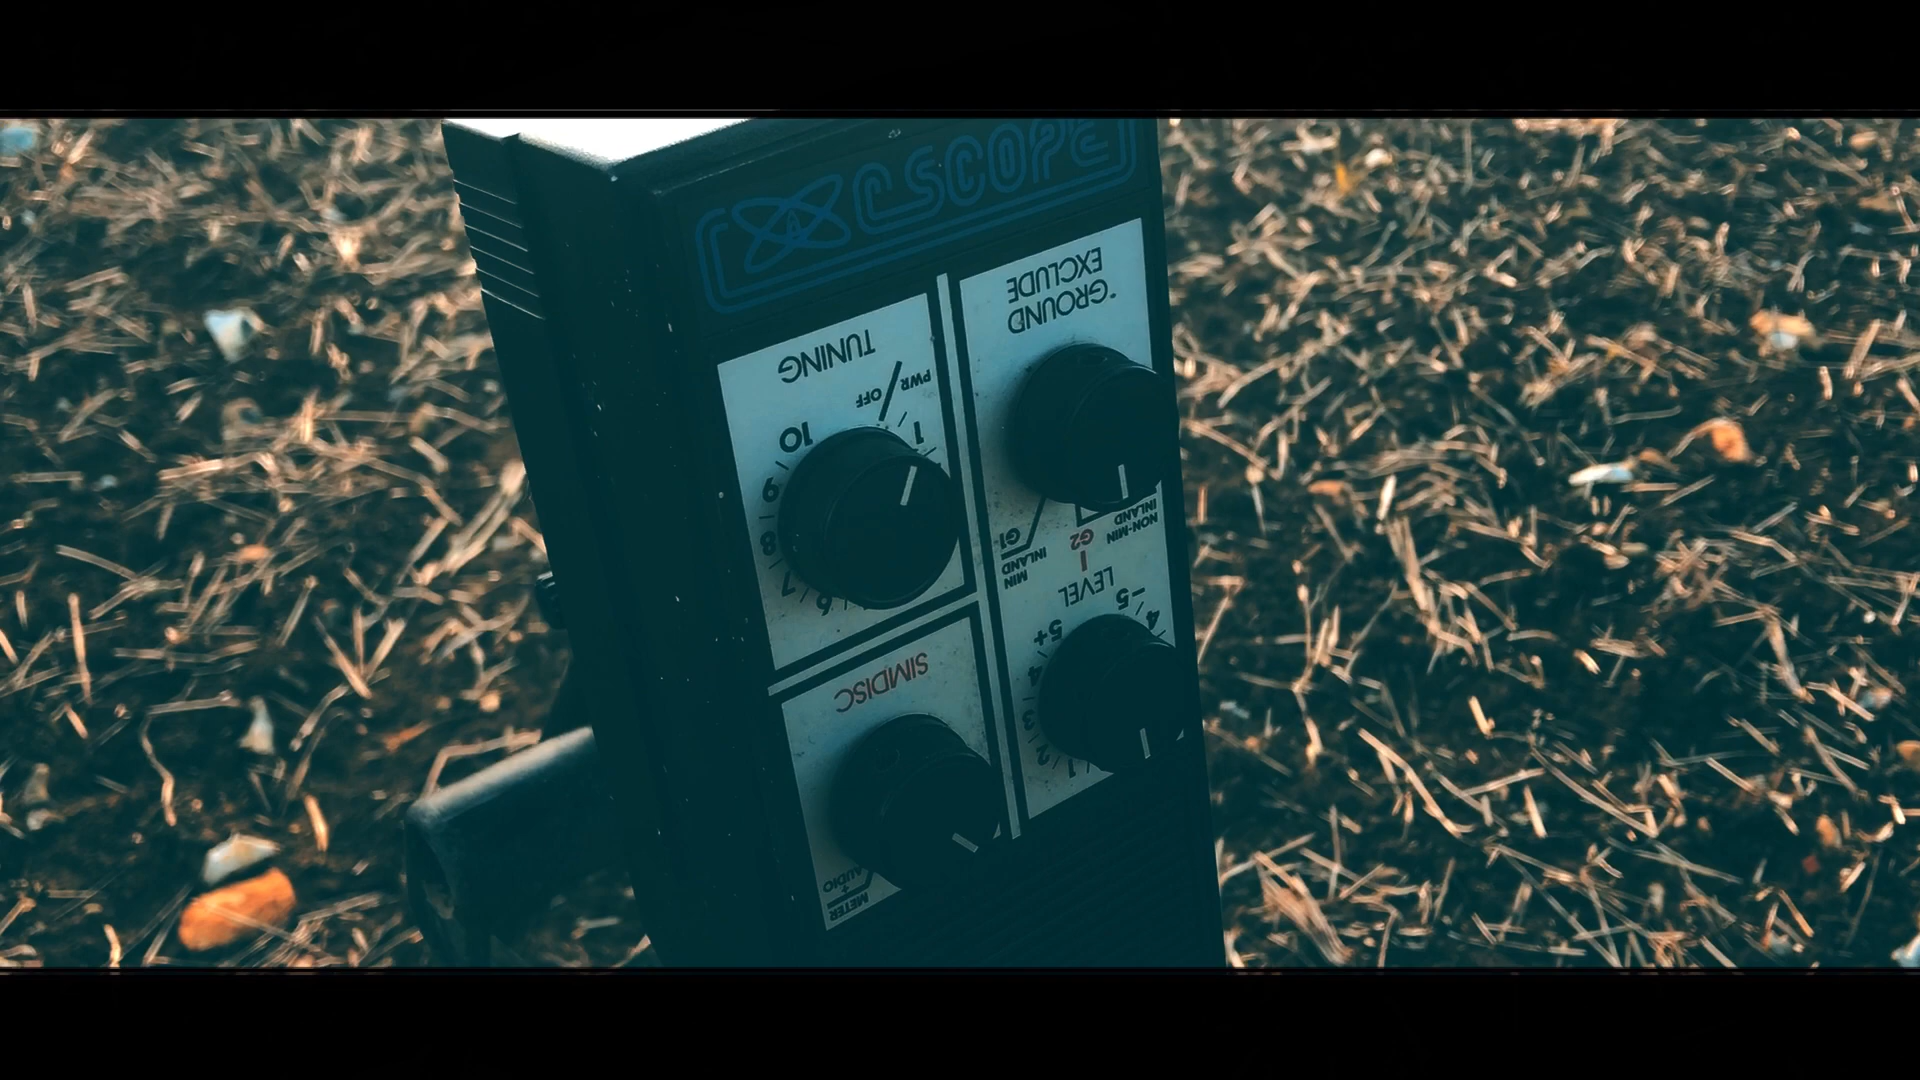 C.SCOPE
GROUND
EXCLUDE
TUNING
PWR
OFF
1
10
9
8
7
6
MIN
INLAND
G1
G2
NON-MIN
INLAND
LEVEL
-5
4
5+
4
3
2
1
SIMDISC
METER
+
AUDIO